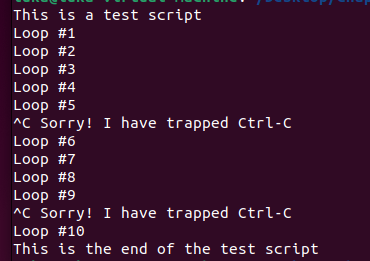 This is a test script
Loop #1
Loop #2
Loop #3
Loop #4
Loop #5
^C Sorry! I have trapped Ctrl-C
Loop #6
Loop #7
Loop #8
Loop #9
^C Sorry! I have trapped Ctrl-C
Loop #10
This is the end of the test script